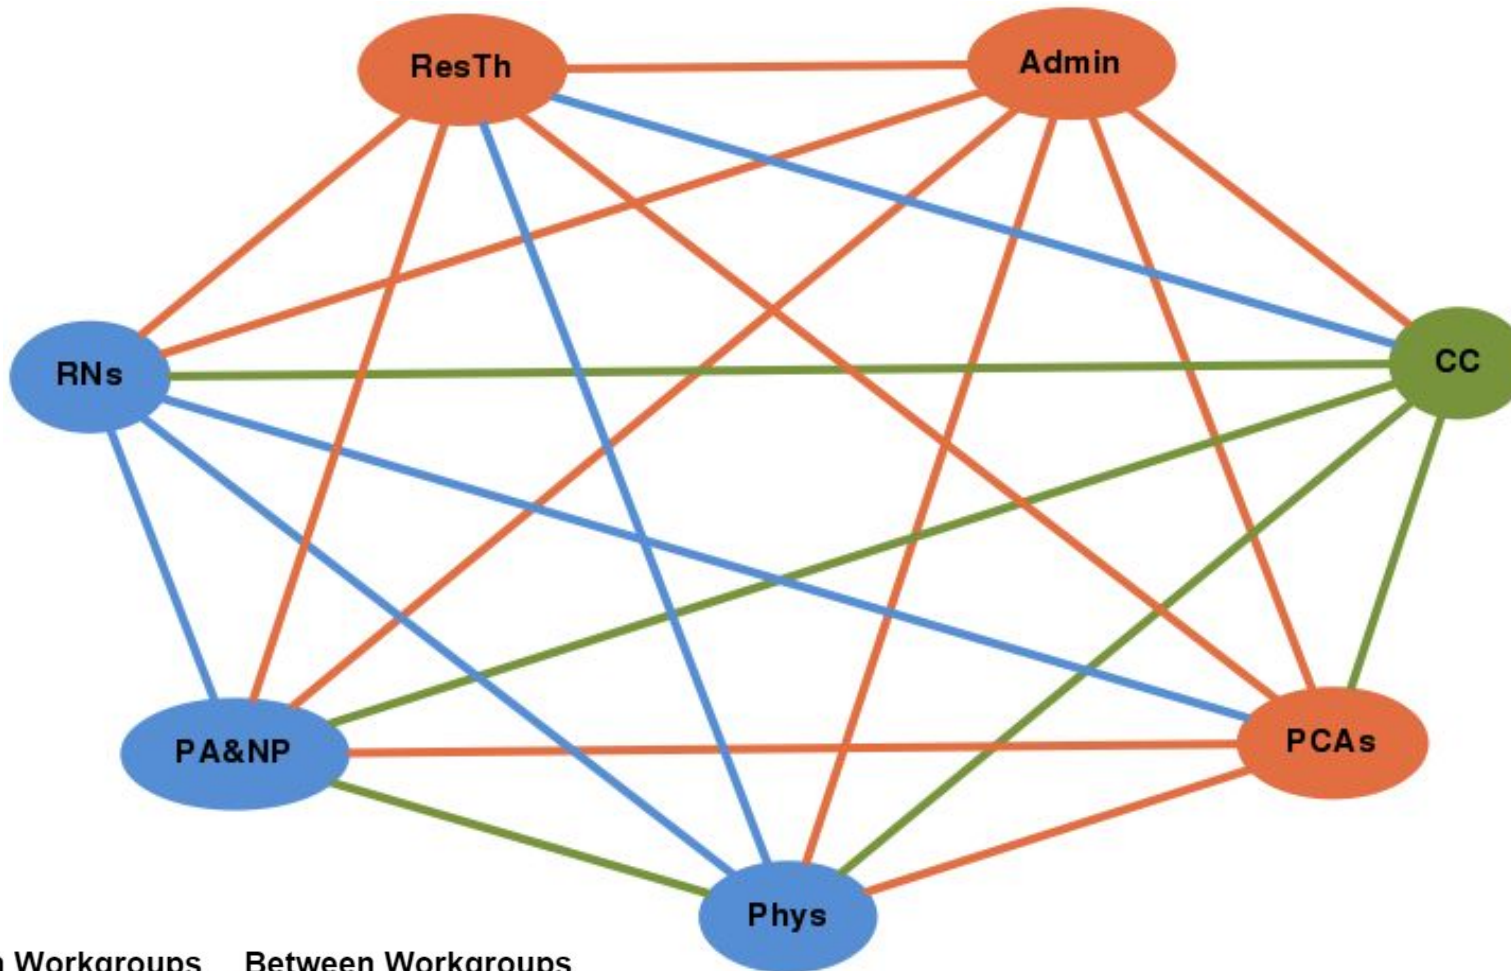 ResTh
Admin
RNs
CC
PA&NP
PCAs
Phys
Workgroups Between Workgroups